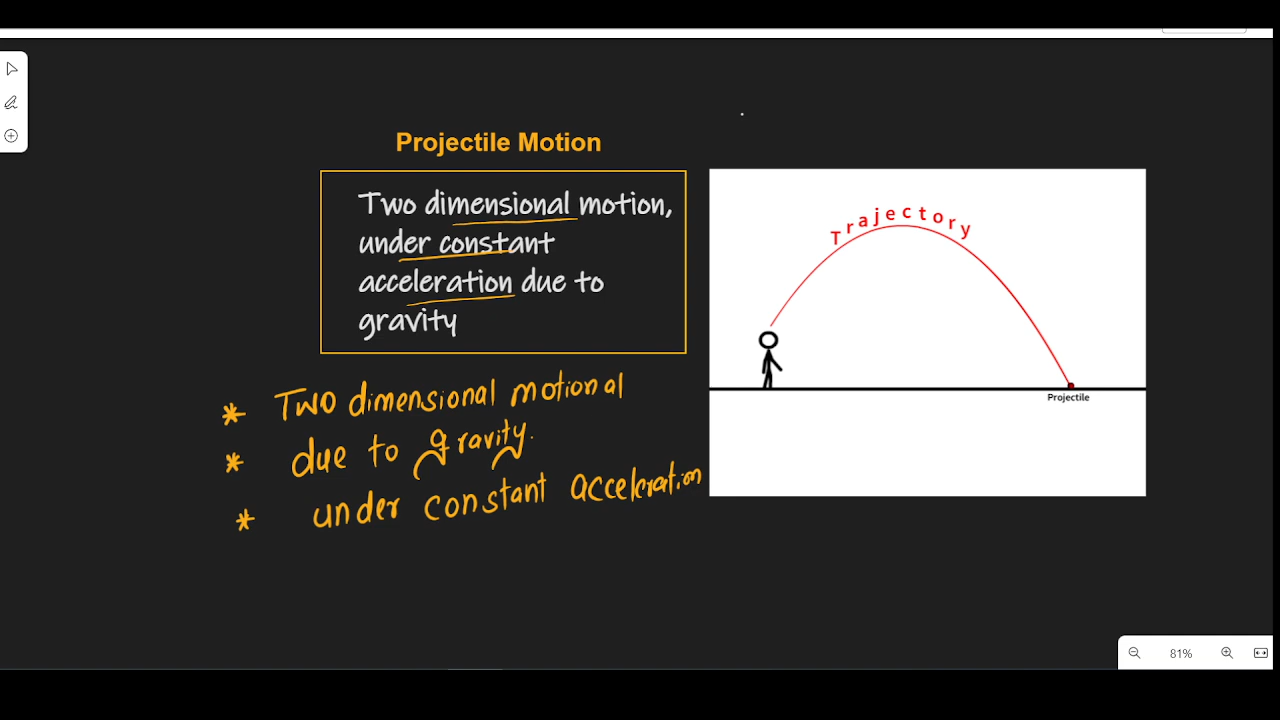 Projectile Motion
Two dimensional motion,
under constant
acceleration due to
gravity
* Two dimensional motional
* due to gravity.
* under constant acceleration
Trajectory
Projectile
81%